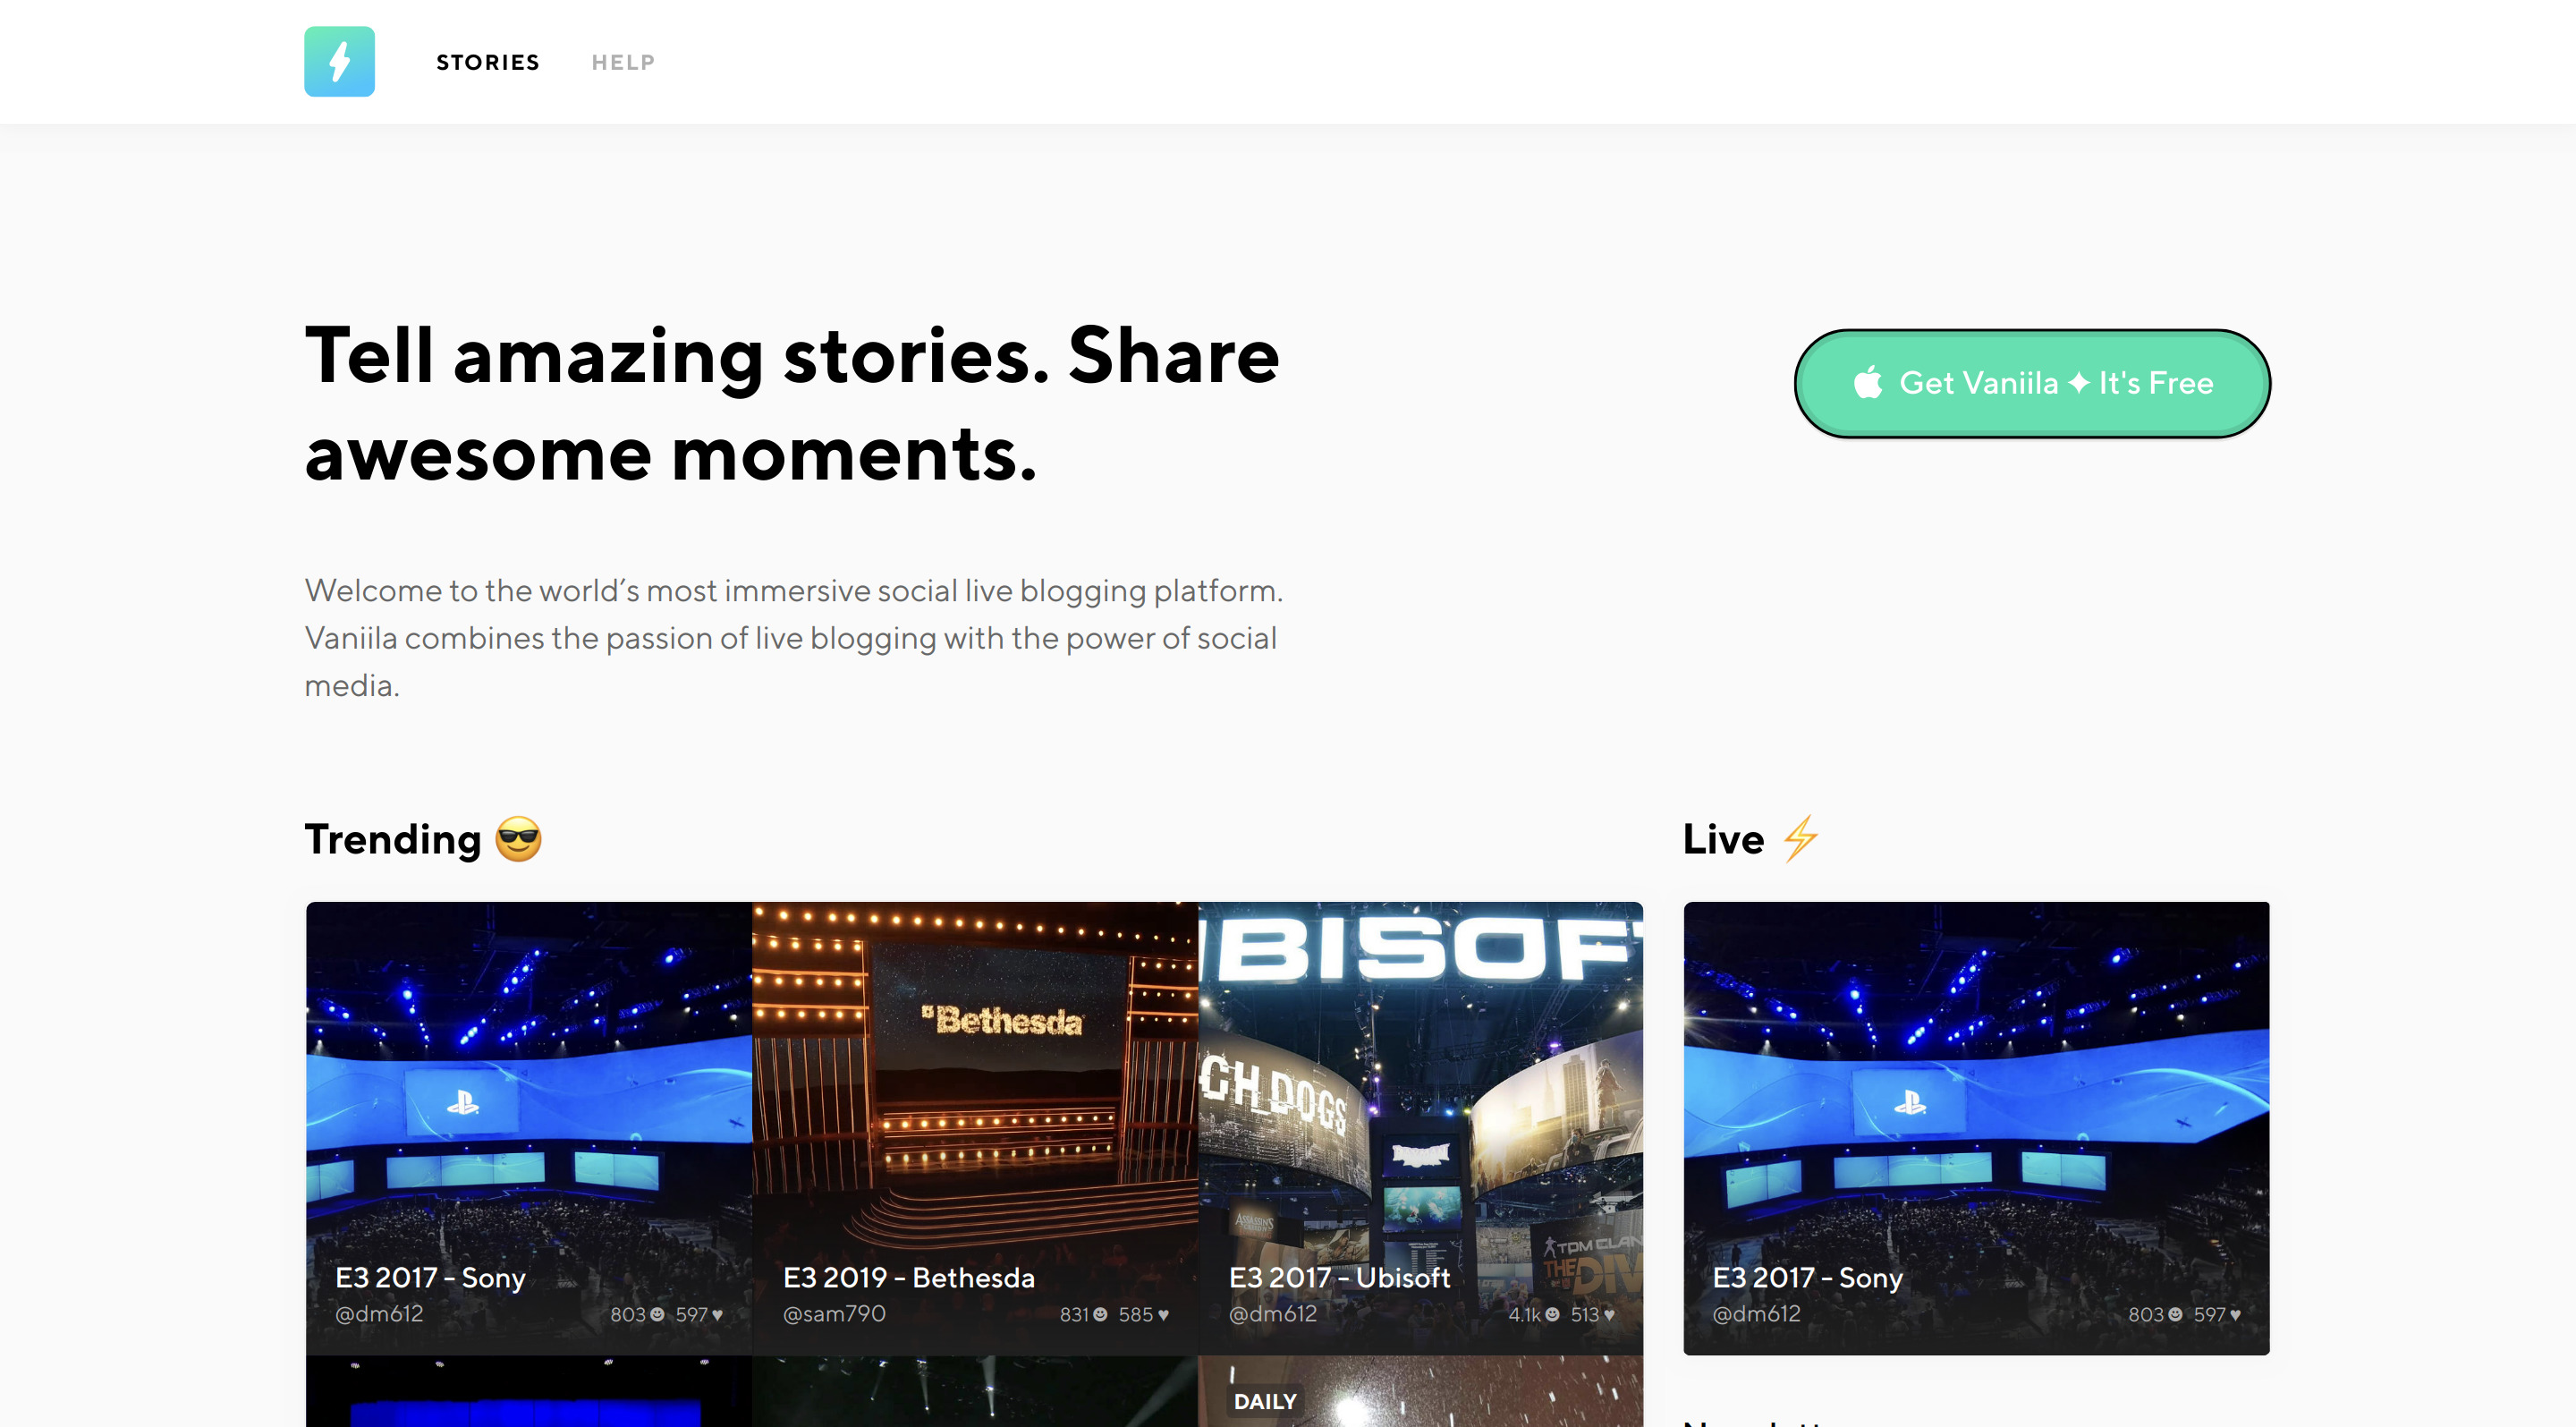 STORIES
HELP
Tell amazing stories. Share
awesome moments.
Get Vaniila ✦ It's Free
Welcome to the world’s most immersive social live blogging platform.
Vaniila combines the passion of live blogging with the power of social
media.
Trending 😎
Live ⚡
Bethesda
BISOF
CH_DOGS
ASSASSIN'S
TOM CLAN
THE DIV
E3 2017 - Sony
@dm612
803 ☻ 597 ♥
E3 2019 - Bethesda
@sam790
831 ☻ 585 ♥
E3 2017 - Ubisoft
@dm612
4.1k ☻ 513 ♥
E3 2017 - Sony
@dm612
803 ☻ 597 ♥
DAILY